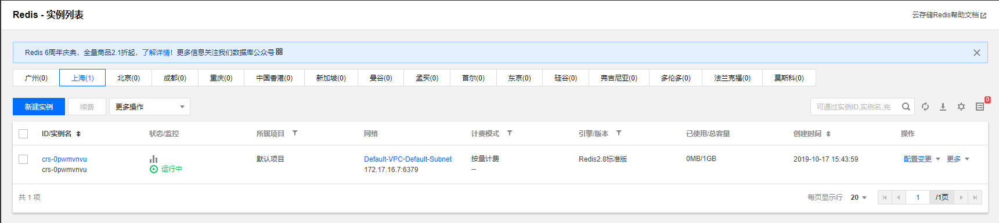 Redis - 实例列表
云存储Redis帮助文档
Redis 6周年庆典，全量商品2.1折起，了解详情！更多信息关注我们数据库公众号
广州(0) 上海(1) 北京(0) 成都(0) 重庆(0) 中国香港(0) 新加坡(0) 曼谷(0) 孟买(0) 首尔(0) 东京(0) 硅谷(0) 弗吉尼亚(0) 多伦多(0) 法兰克福(0) 莫斯科(0)
新建实例 续费 更多操作 可通过实例ID,实例名,完 0
ID/实例名 状态/监控 所属项目 网络 计费模式 引擎/版本 已使用/总容量 创建时间 操作
crs-0pwmvnvu 默认项目 Default-VPC-Default-Subnet 按量计费 Redis2.8标准版 0MB/1GB 2019-10-17 15:43:59 配置变更 更多
crs-0pwmvnvu 运行中 172.17.16.7:6379 --
共 1 项 每页显示行 20 1 /1页